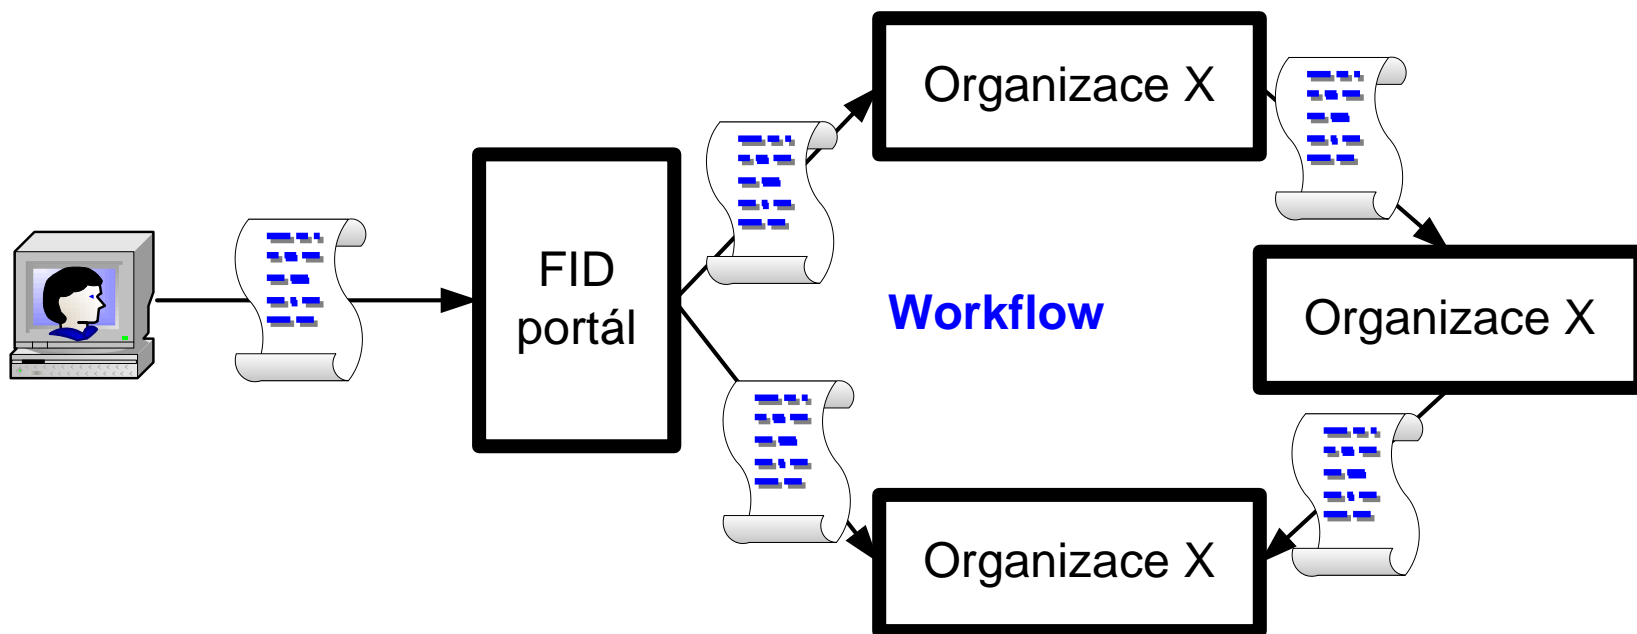 Organizace X
FID
portál
Workflow
Organizace X
Organizace X